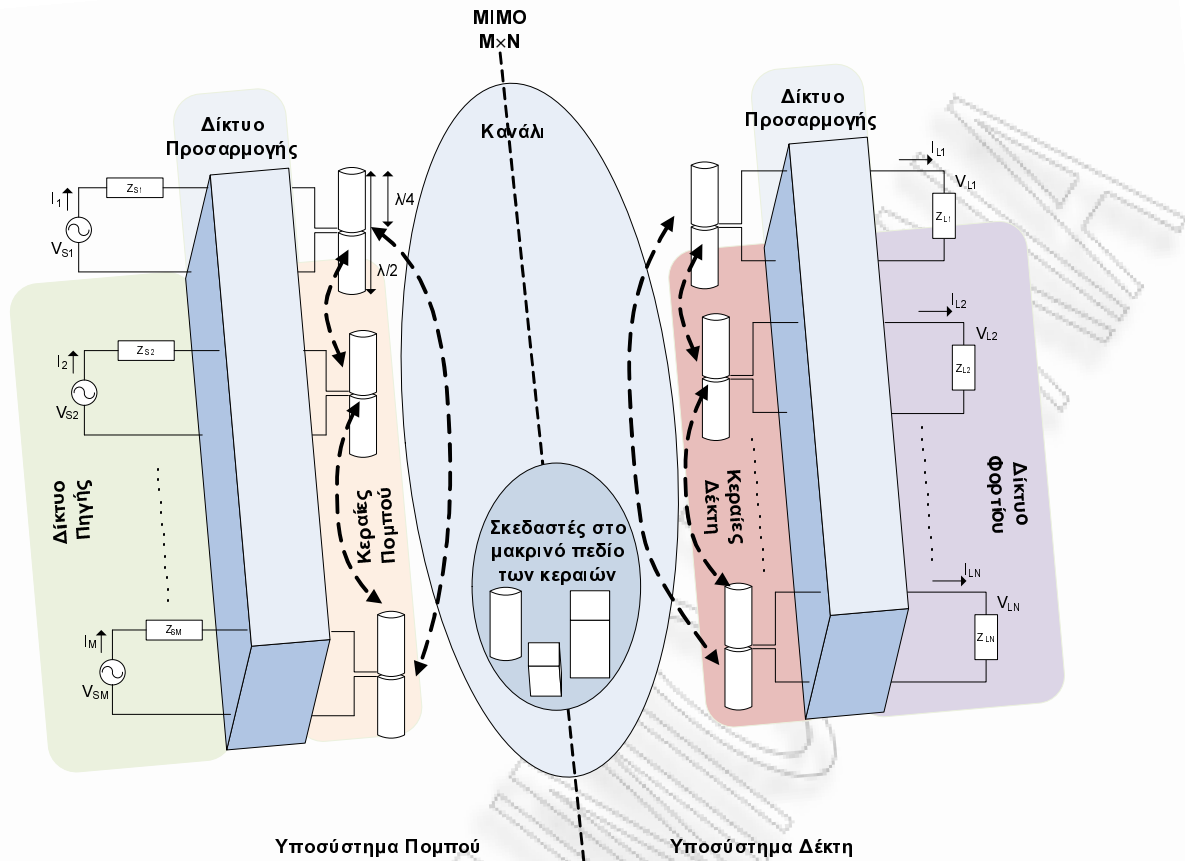 MIMO
M×N
Δίκτυο
Προσαρμογής
Κανάλι
Δίκτυο
Προσαρμογής
I1
ZS1
VS1
λ/4
λ/2
IL1
VL1
ZL1
I2
ZS2
VS2
IL2
VL2
ZL2
Δίκτυο
Πηγής
Κεραίες
Πομπού
Σκεδαστές στο
μακρινό πεδίο
των κεραιών
Κεραίες
Δέκτη
Δίκτυο
Φορτίου
IM
ZSM
VSM
ILN
VLN
ZLN
Υποσύστημα Πομπού
Υποσύστημα Δέκτη